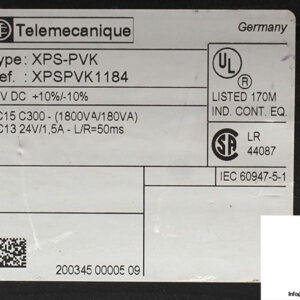 Telemecanique
Germany
ype: XPS-PVK
ef. : XPSPVK1184
V DC +10%/-10%
C15 C300 - (1800VA/180VA)
C13 24V/1,5A - L/R=50ms
UL
LISTED 170M
IND. CONT. EQ.
SA
LR
44087
IEC 60947-5-1
200345 00005 09